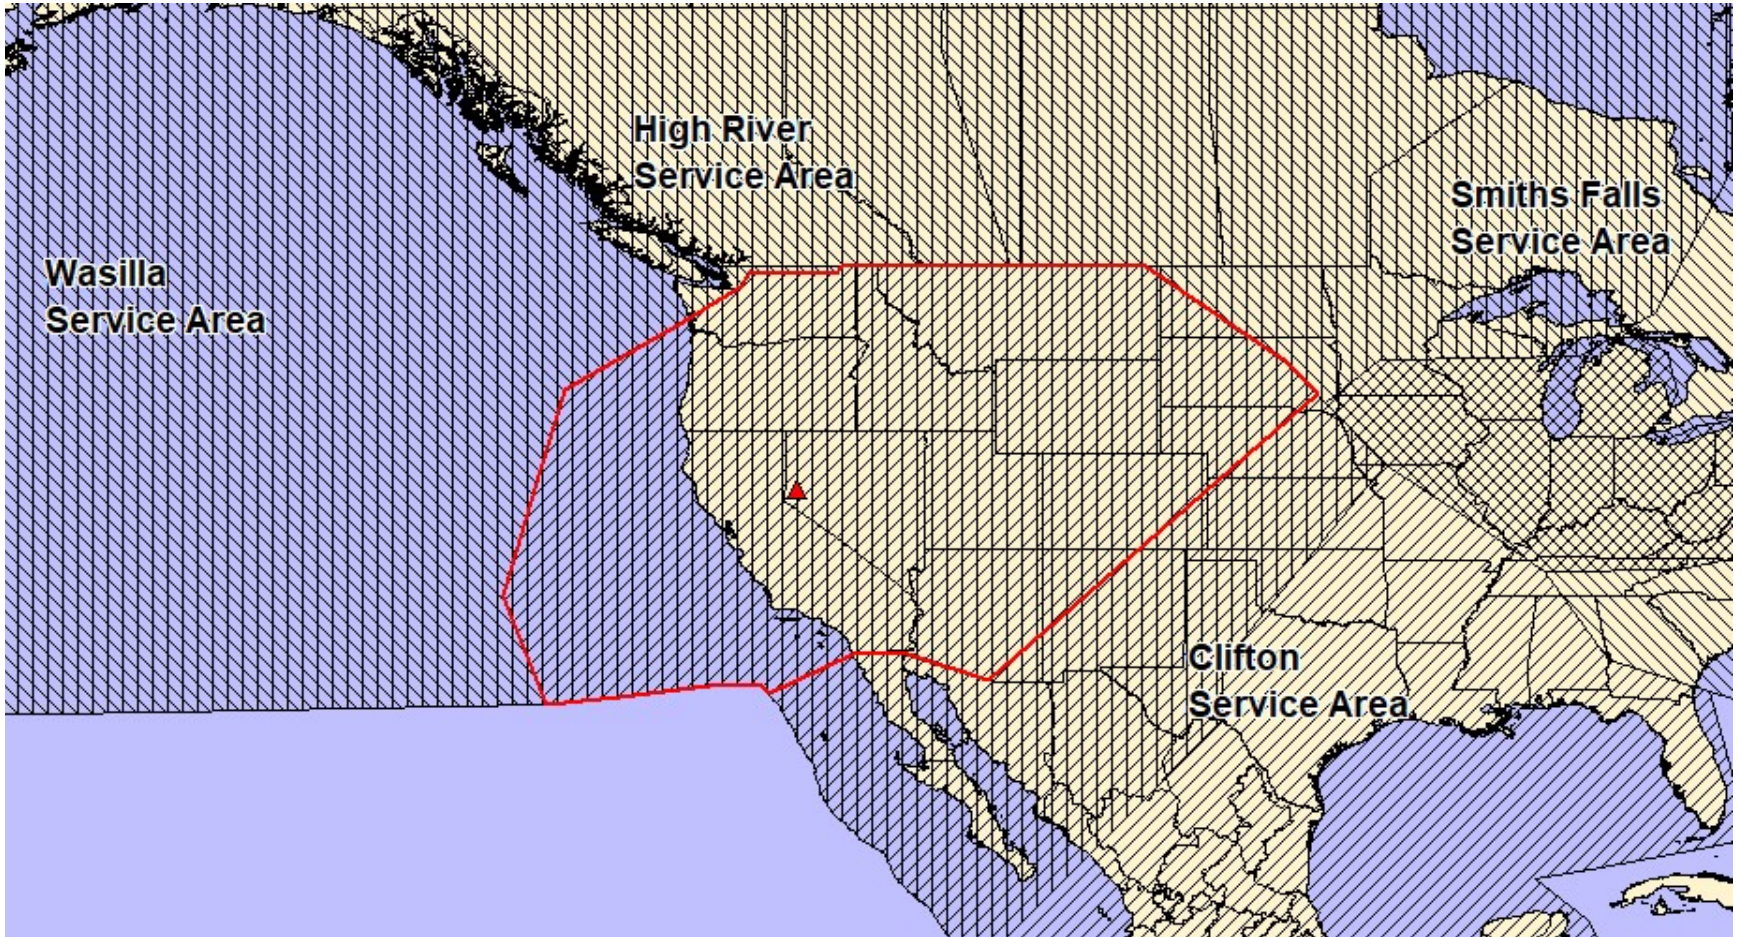 High River
Service Area
Smiths Falls
Service Area
Wasilla
Service Area
Clifton
Service Area